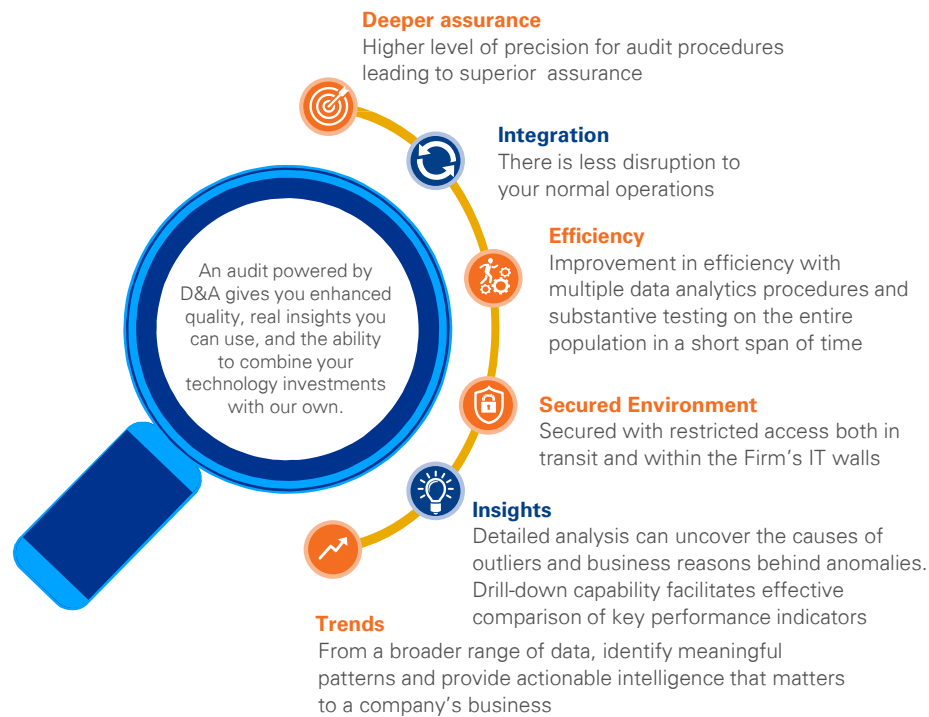 Deeper assurance
Higher level of precision for audit procedures
leading to superior assurance
Integration
There is less disruption to
your normal operations
Efficiency
Improvement in efficiency with
multiple data analytics procedures and
substantive testing on the entire
population in a short span of time
An audit powered by
D&A gives you enhanced
quality, real insights you
can use, and the ability
to combine your
technology investments
with our own.
Secured Environment
Secured with restricted access both in
transit and within the Firm's IT walls
Insights
Detailed analysis can uncover the causes of
outliers and business reasons behind anomalies.
Drill-down capability facilitates effective
comparison of key performance indicators
Trends
From a broader range of data, identify meaningful
patterns and provide actionable intelligence that matters
to a company's business